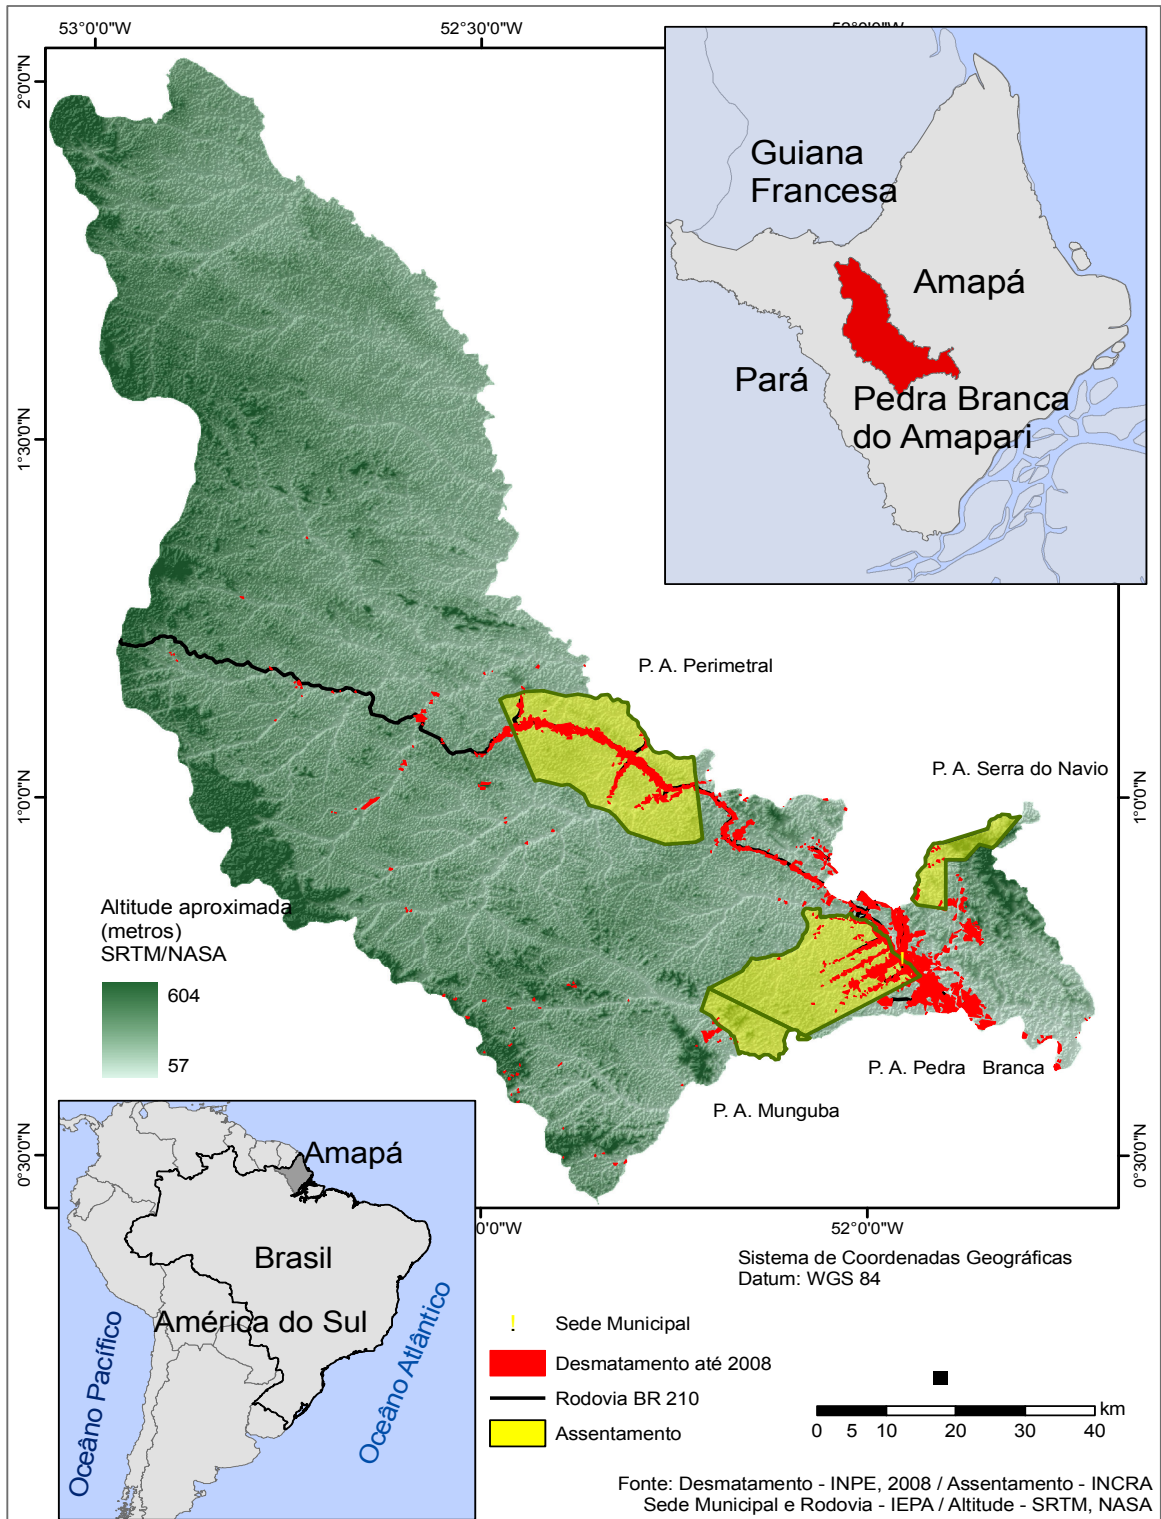 53°0'0"W
52°30'0"W
52°0'0"W
2°0'0"N
Guiana
Francesa
Amapá
Pará
Pedra Branca
do Amapari
1°30'0"N
P. A. Perimetral
P. A. Serra do Navio
1°0'0"N
1°0'0"N
Altitude aproximada
(metros)
SRTM/NASA
604
57
P. A. Pedra Branca
P. A. Munguba
0°30'0"N
0°30'0"N
Amapá
Brasil
América do Sul
Oceâno Pacífico
Oceâno Atlântico
0'0"W
52°0'0"W
Sistema de Coordenadas Geográficas
Datum: WGS 84
! Sede Municipal
Desmatamento até 2008
Rodovia BR 210
Assentamento
km
0 5 10 20 30 40
Fonte: Desmatamento - INPE, 2008 / Assentamento - INCRA
Sede Municipal e Rodovia - IEPA / Altitude - SRTM, NASA